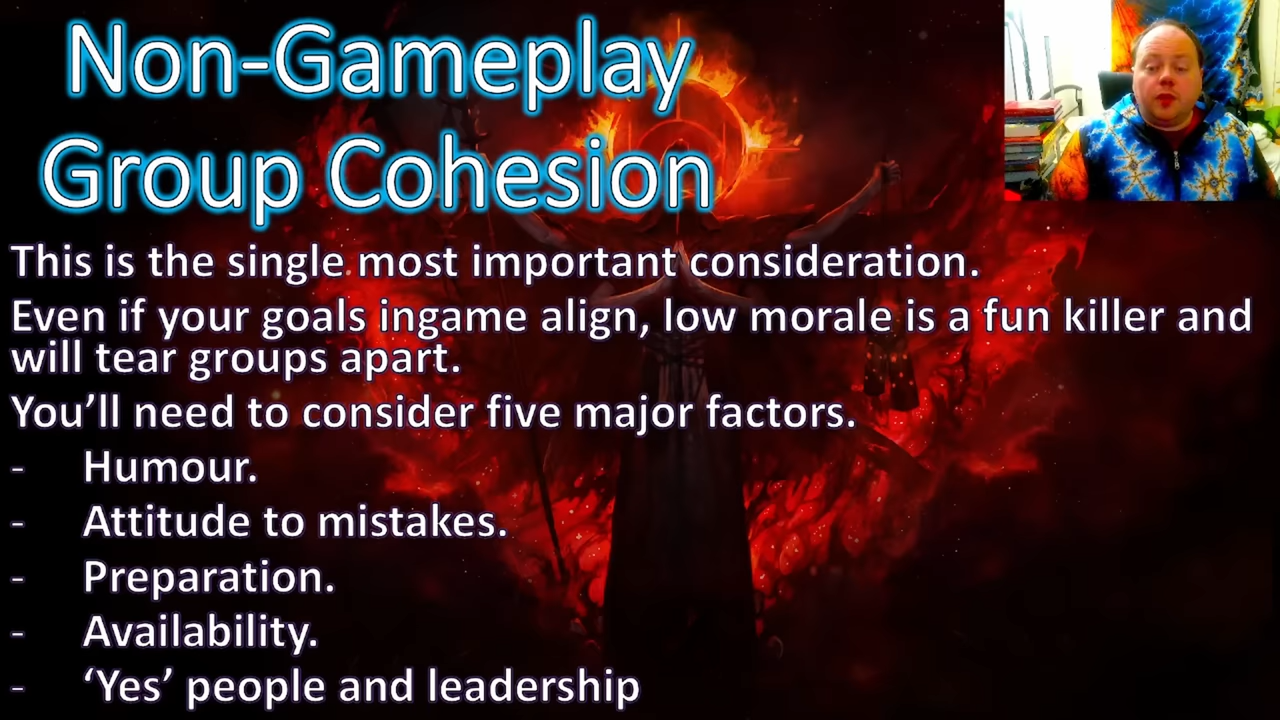 Non-Gameplay
Group Cohesion
This is the single most important consideration.
Even if your goals ingame align, low morale is a fun killer and
will tear groups apart.
You’ll need to consider five major factors.
- Humour.
- Attitude to mistakes.
- Preparation.
- Availability.
- ‘Yes’ people and leadership